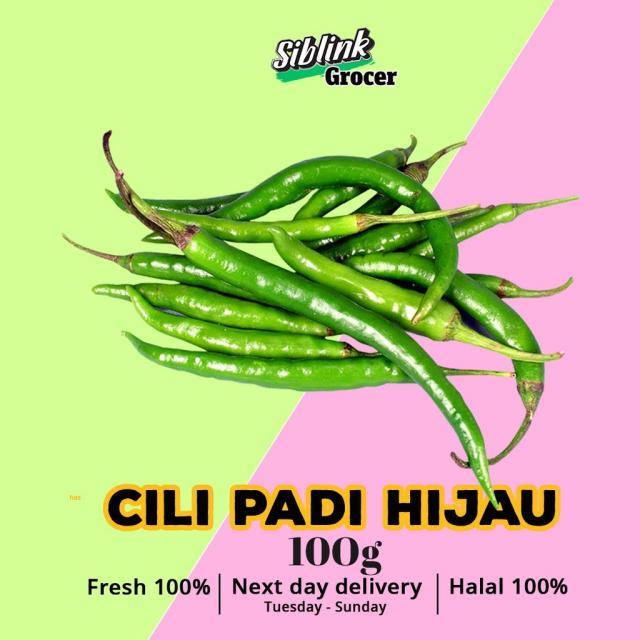 Siblink
Grocer
CILI PADI HIJAU
100g
Fresh 100% | Next day delivery | Halal 100%
Tuesday - Sunday